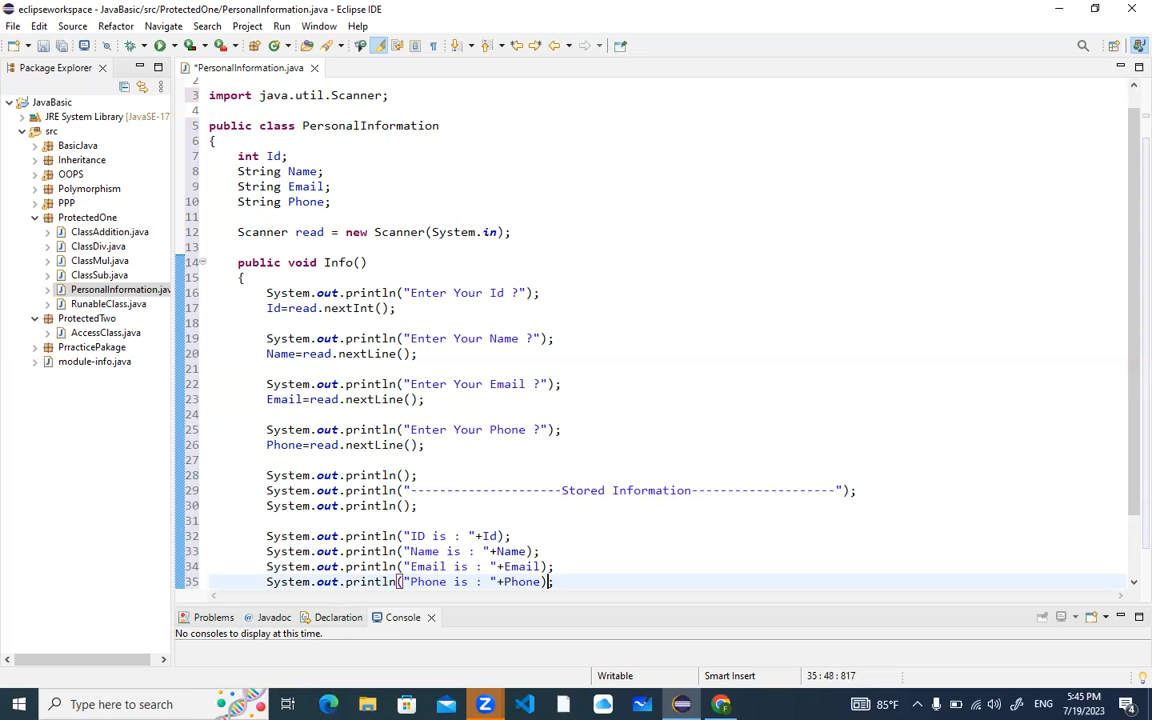 eclipseworkspace - JavaBasic/src/ProtectedOne/PersonalInformation.java - Eclipse IDE
File Edit Source Refactor Navigate Search Project Run Window Help
Package Explorer
*PersonalInformation.java
JavaBasic
JRE System Library [JavaSE-17
src
BasicJava
Inheritance
OOPS
Polymorphism
PPP
ProtectedOne
ClassAddition.java
ClassDiv.java
ClassMul.java
ClassSub.java
PersonalInformation.jav
RunableClass.java
ProtectedTwo
AccessClass.java
PrracticePakage
module-info.java
2
3 import java.util.Scanner;
4
5 public class PersonalInformation
6 {
7 int Id;
8 String Name;
9 String Email;
10 String Phone;
11
12 Scanner read = new Scanner(System.in);
13
14 public void Info()
15 {
16 System.out.println("Enter Your Id ?");
17 Id=read.nextInt();
18
19 System.out.println("Enter Your Name ?");
20 Name=read.nextLine();
21
22 System.out.println("Enter Your Email ?");
23 Email=read.nextLine();
24
25 System.out.println("Enter Your Phone ?");
26 Phone=read.nextLine();
27
28 System.out.println();
29 System.out.println("---------------------Stored Information--------------------");
30 System.out.println();
31
32 System.out.println("ID is : "+Id);
33 System.out.println("Name is : "+Name);
34 System.out.println("Email is : "+Email);
35 System.out.println("Phone is : "+Phone);
Problems Javadoc Declaration Console
No consoles to display at this time.
Writable Smart Insert 35 : 48 : 817
Type here to search
85°F
ENG
5:45 PM
7/19/2023
4